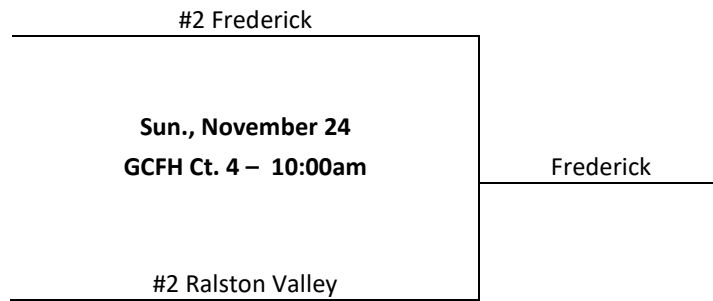 #2 Frederick
Sun., November 24
GCFH Ct. 4 – 10:00am
Frederick
#2 Ralston Valley